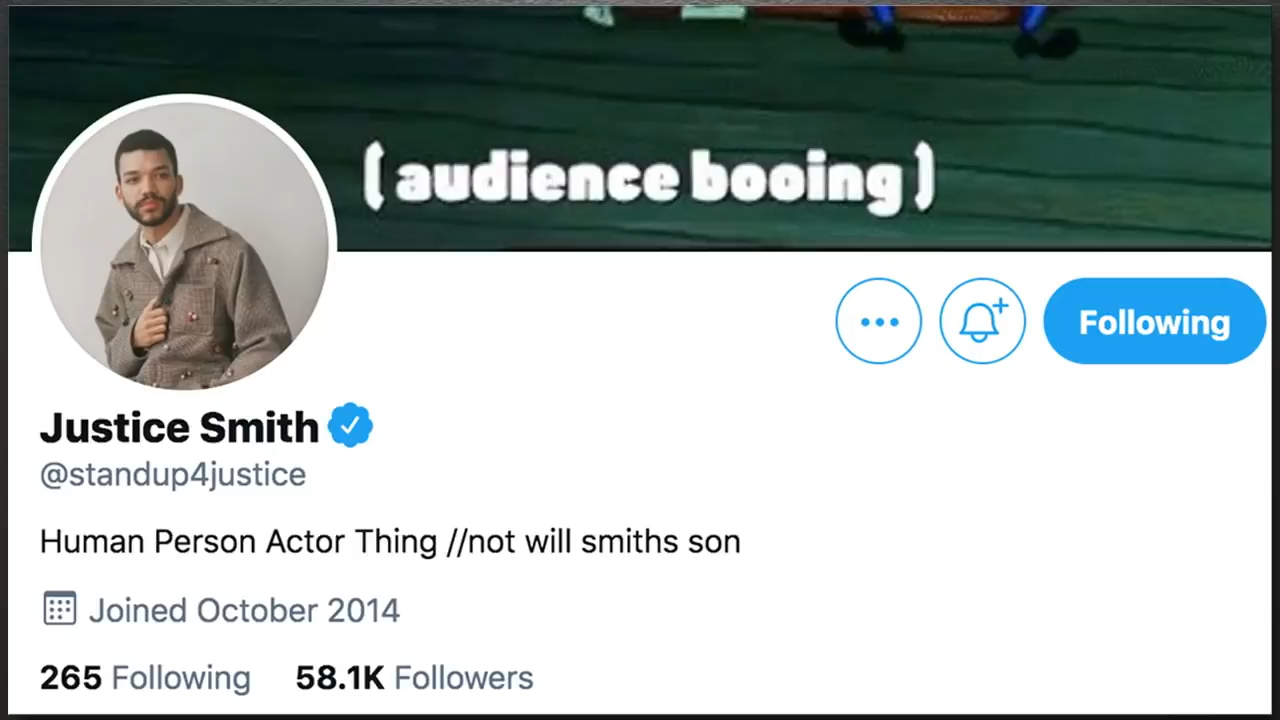 ( audience booing )
Following
Justice Smith
@standup4justice
Human Person Actor Thing //not will smiths son
Joined October 2014
265 Following 58.1K Followers